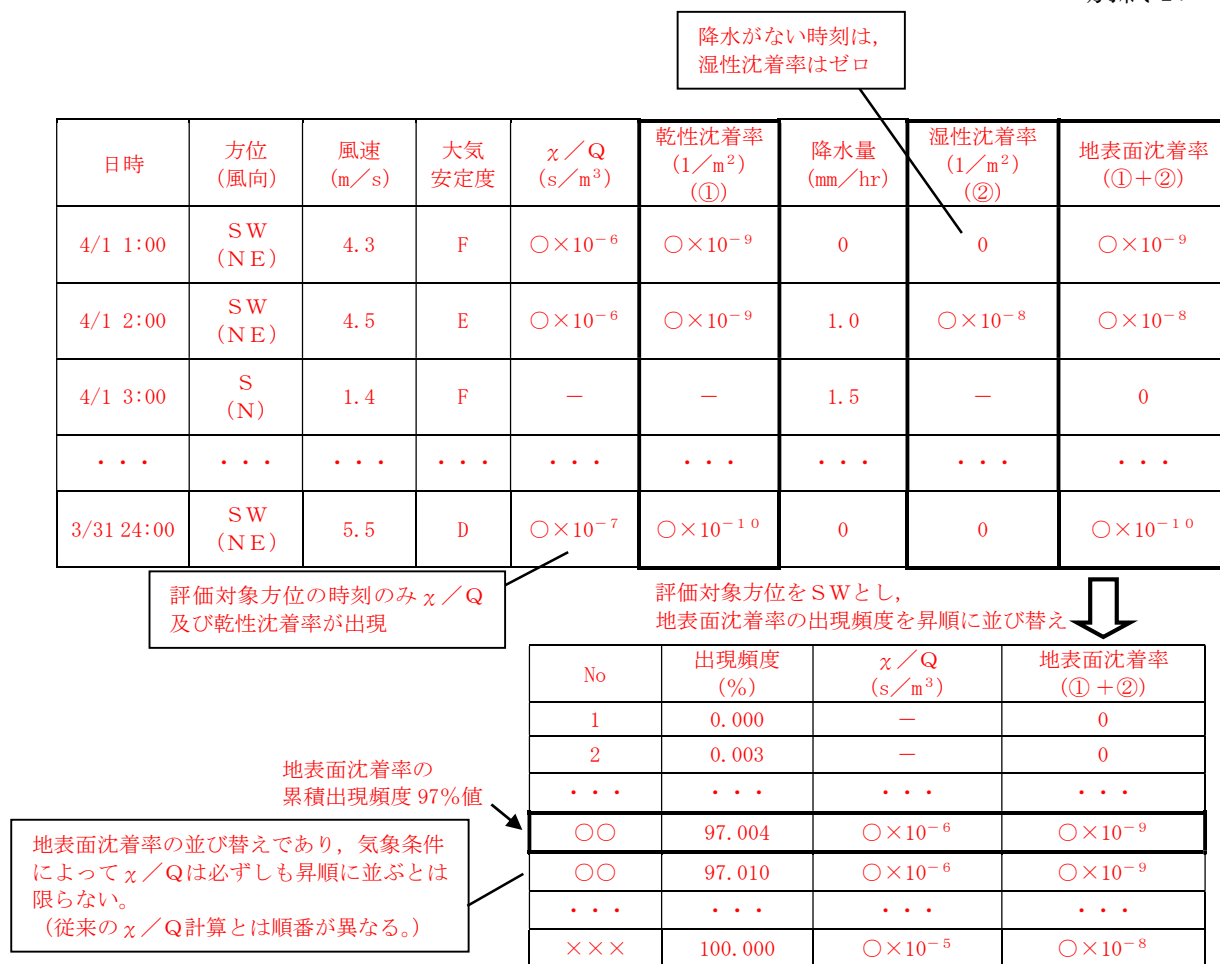 降水がない時刻は,
湿性沈着率はゼロ
日時 方位 (風向) 風速 (m/s) 大気 安定度 χ/Q (s/m³) 乾性沈着率 (1/m²) (①) 降水量 (mm/hr) 湿性沈着率 (1/m²) (②) 地表面沈着率 (①+②)
4/1 1:00 SW (NE) 4.3 F ○×10⁻⁶ ○×10⁻⁹ 0 0 ○×10⁻⁹
4/1 2:00 SW (NE) 4.5 E ○×10⁻⁶ ○×10⁻⁹ 1.0 ○×10⁻⁸ ○×10⁻⁸
4/1 3:00 S (N) 1.4 F － － 1.5 － 0
・・・ ・・・ ・・・ ・・・ ・・・ ・・・ ・・・ ・・・ ・・・
3/31 24:00 SW (NE) 5.5 D ○×10⁻⁷ ○×10⁻¹⁰ 0 0 ○×10⁻¹⁰
評価対象方位の時刻のみχ/Q
及び乾性沈着率が出現
評価対象方位をSWとし,
地表面沈着率の出現頻度を昇順に並び替え
No 出現頻度 (%) χ/Q (s/m³) 地表面沈着率 (①+②)
1 0.000 － 0
2 0.003 － 0
・・・ ・・・ ・・・ ・・・
○○ 97.004 ○×10⁻⁶ ○×10⁻⁹
○○ 97.010 ○×10⁻⁶ ○×10⁻⁹
・・・ ・・・ ・・・ ・・・
××× 100.000 ○×10⁻⁵ ○×10⁻⁸
地表面沈着率の
累積出現頻度 97%値
地表面沈着率の並び替えであり, 気象条件
によってχ/Qは必ずしも昇順に並ぶとは
限らない。
(従来のχ/Q計算とは順番が異なる。)